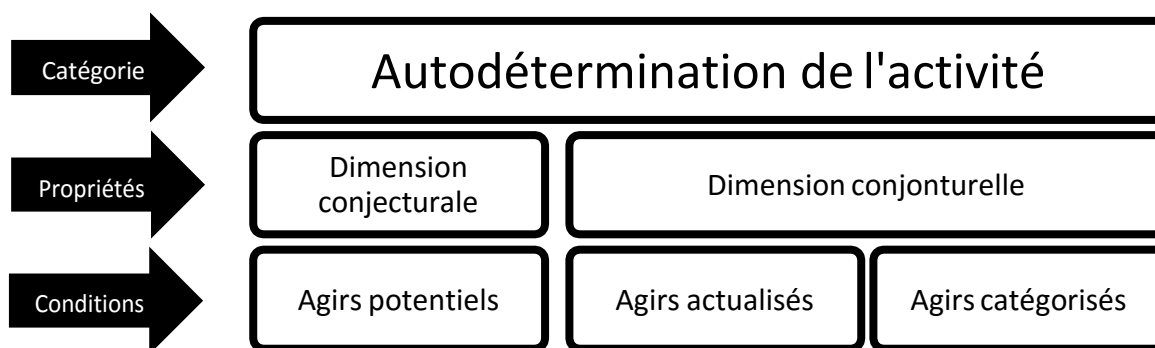 Catégorie
Autodétermination de l'activité
Propriétés
Dimension
conjecturale
Dimension conjonturelle
Conditions
Agirs potentiels
Agirs actualisés
Agirs catégorisés